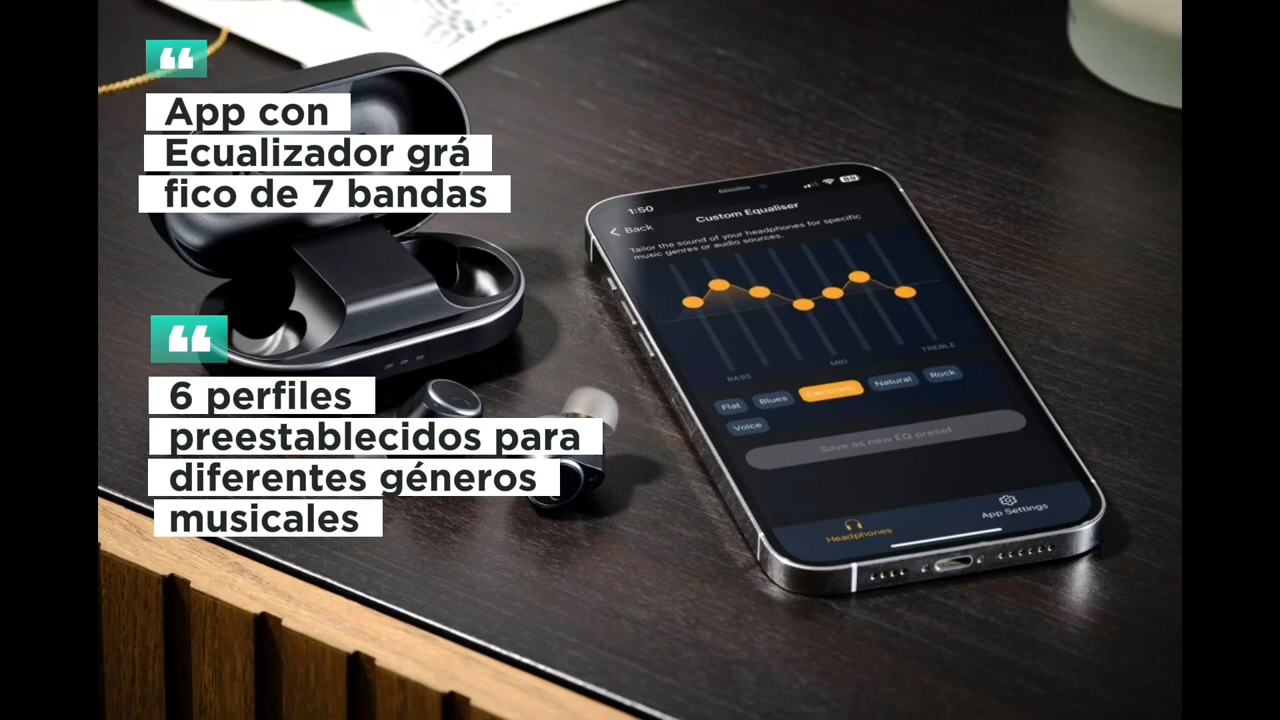 App con
Ecualizador grá
fico de 7 bandas
6 perfiles
preestablecidos para
diferentes géneros
musicales
1:50
89
Back
Custom Equaliser
Tailor the sound of your headphones for specific
music genres or audio sources.
BASS
MID
TREBLE
Flat
Blues
Electronic
Natural
Rock
Voice
Save as new EQ preset
Headphones
App Settings